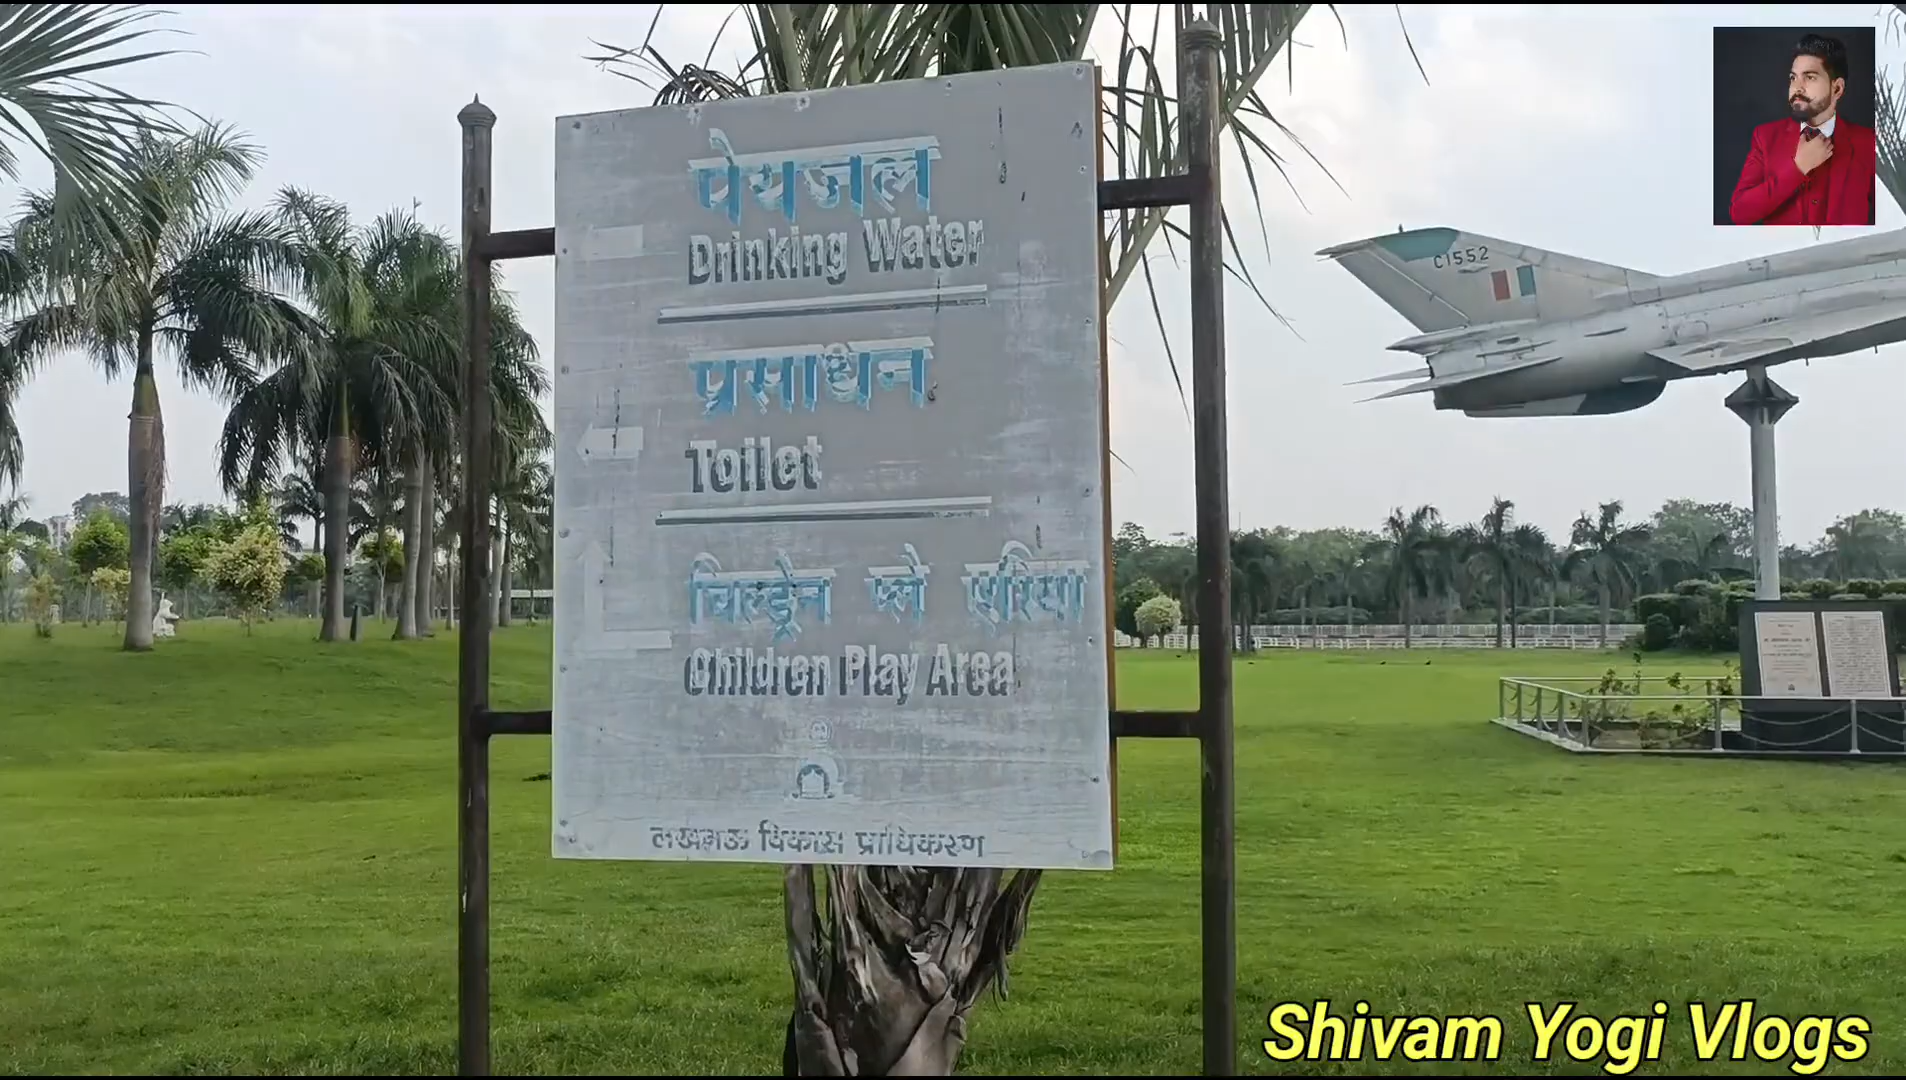 पेयजल
Drinking Water
प्रसाधन
Toilet
चिल्ड्रेन प्ले एरिया
Children Play Area
लखनऊ विकास प्राधिकरण
C1552
Shivam Yogi Vlogs